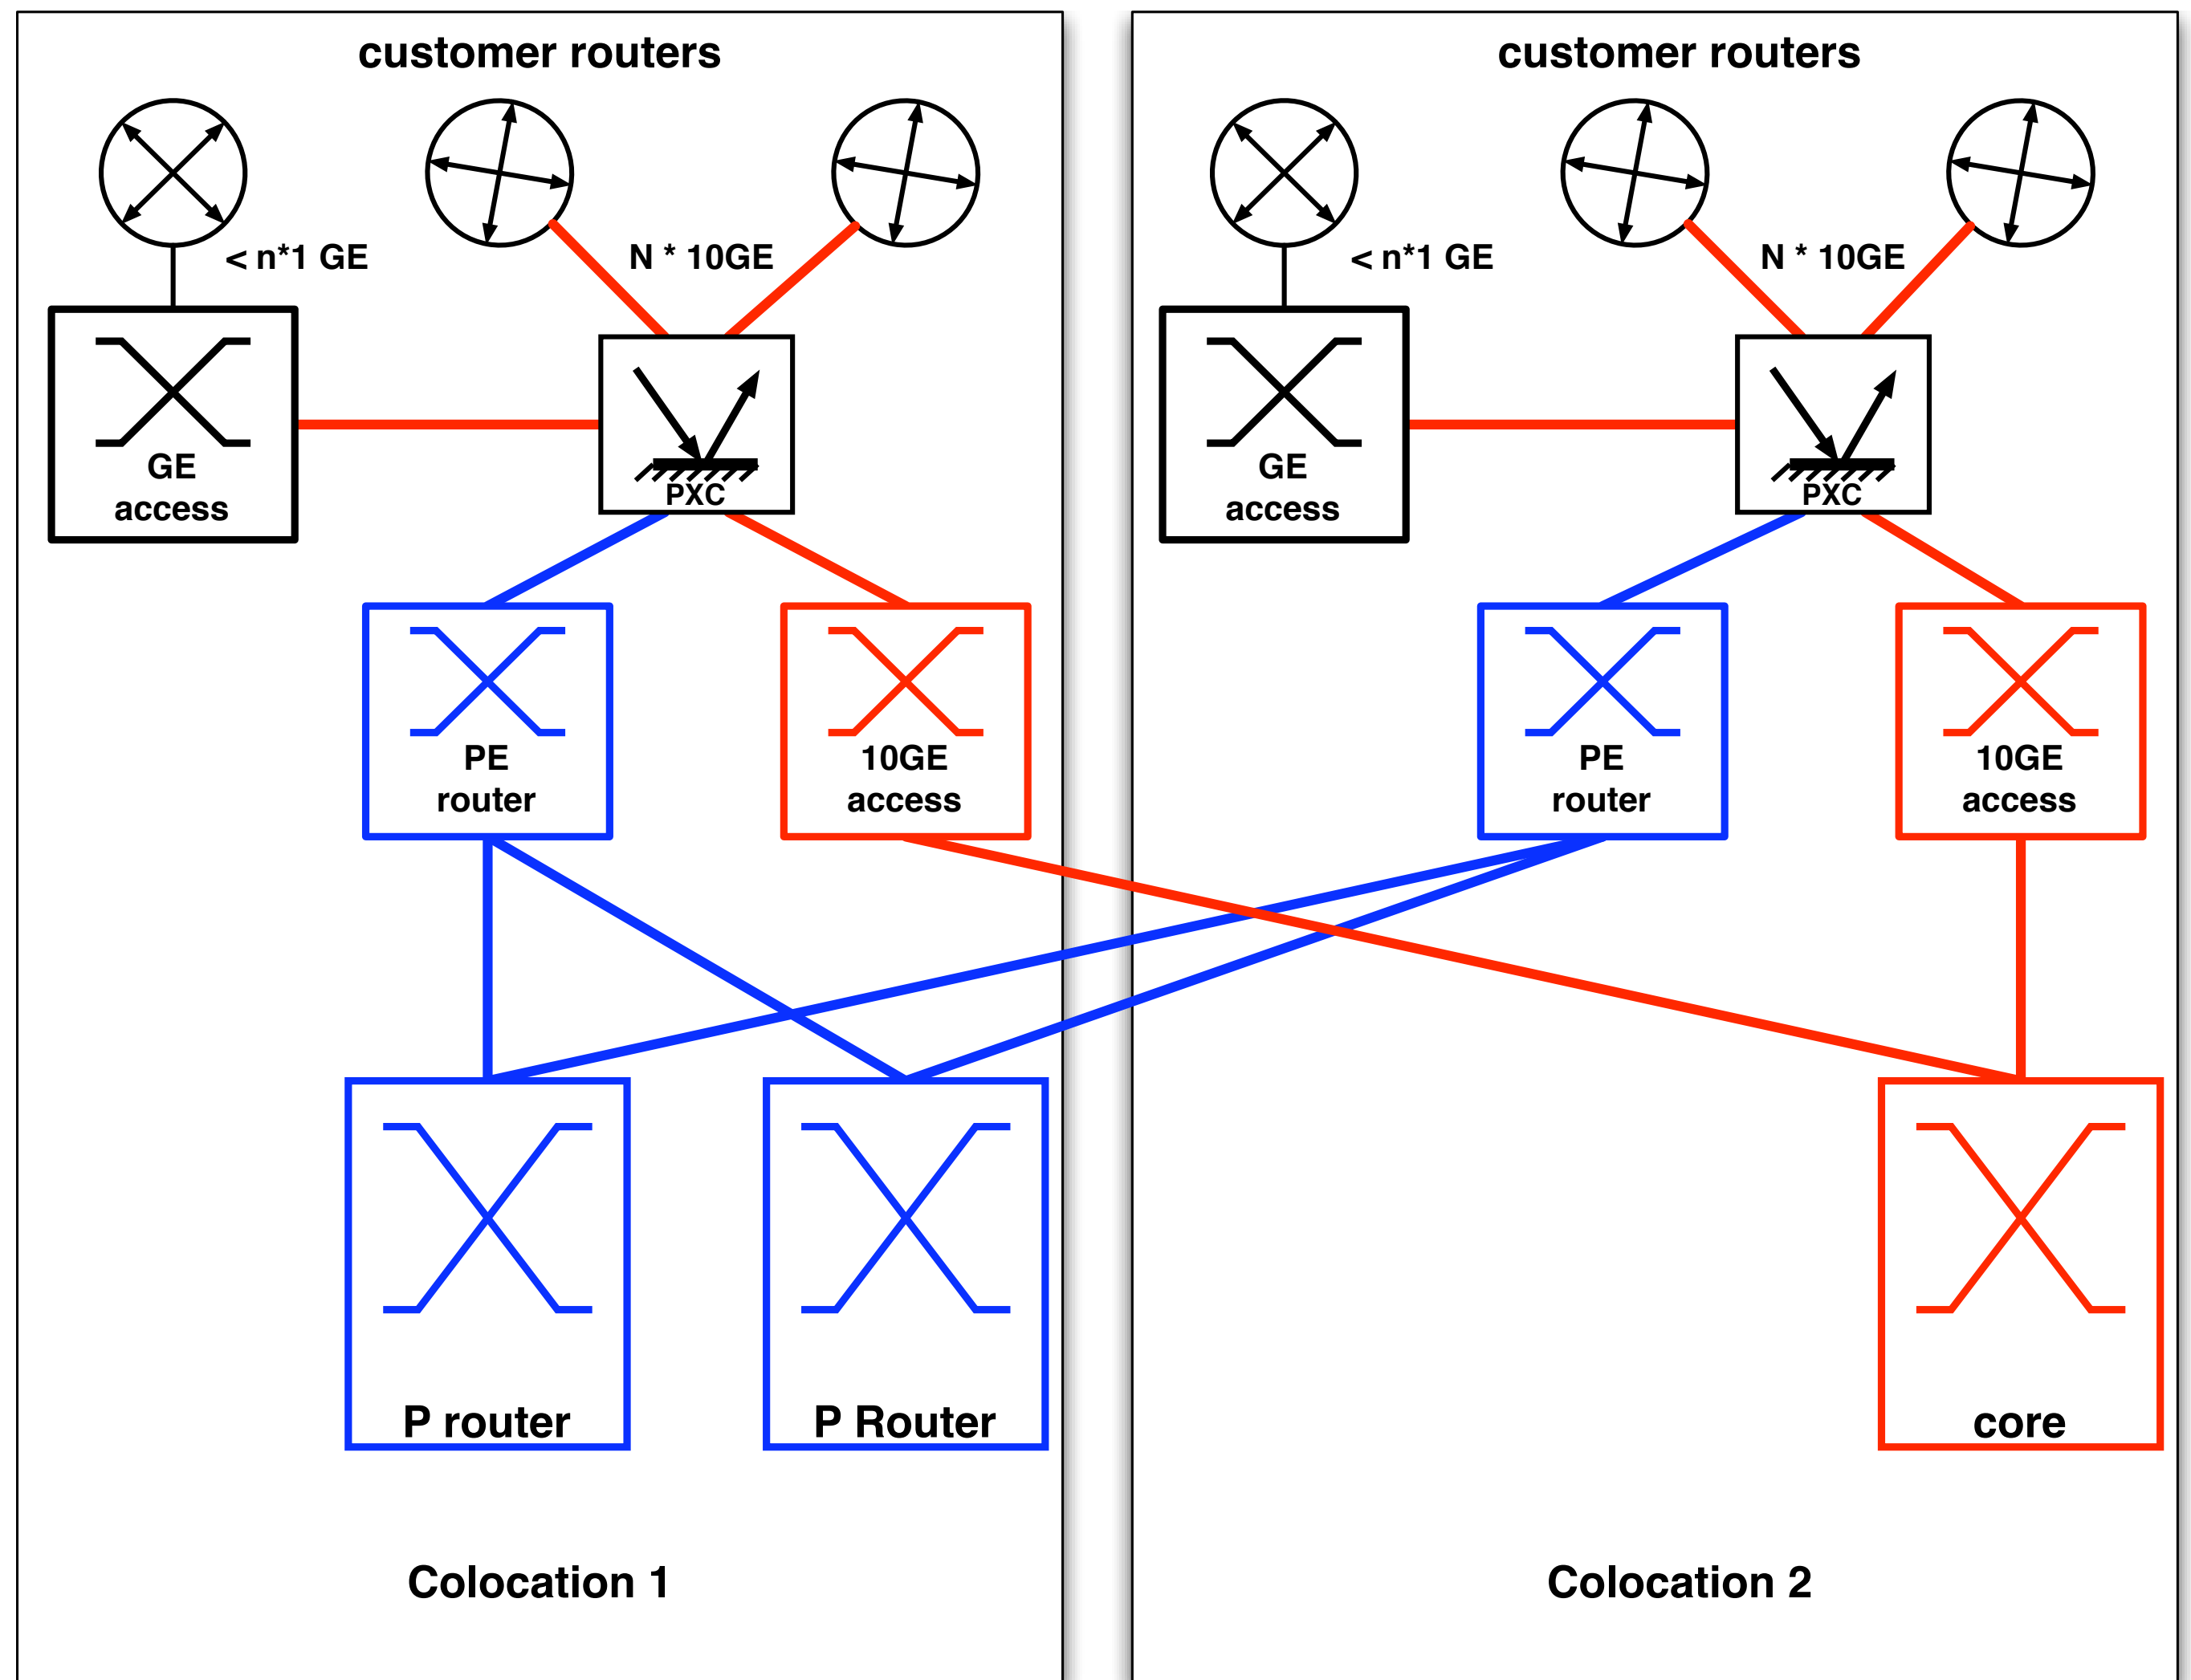 customer routers
< n*1 GE
N * 10GE
GE
access
PXC
PE
router
10GE
access
P router
P Router
Colocation 1
customer routers
< n*1 GE
N * 10GE
GE
access
PXC
PE
router
10GE
access
core
Colocation 2